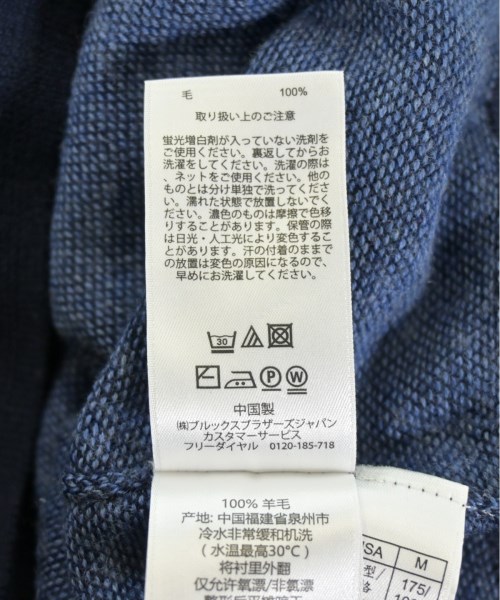 毛 100%
取り扱い上のご注意
蛍光増白剤が入っていない洗剤を
ご使用ください。裏返してからお
洗濯をしてください。洗濯の際は
、ネットをご使用ください。他の
ものとは分け単独で洗ってくださ
い。濡れた状態で放置しないでく
ださい。濃色のものは摩擦で色移
りすることがあります。保管の際
は日光・人工光により変色するこ
とがあります。汗の付着のままで
の放置は変色の原因になるので、
早めにお洗濯してください。
30
P W
中国製
㈱ブルックスブラザーズジャパン
カスタマーサービス
フリーダイヤル 0120-185-718
100% 羊毛
产地: 中国福建省泉州市
冷水非常缓和机洗
（水温最高30°C）
将衬里外翻
仅允许氧漂/非氯漂
SA M
型/ 175/